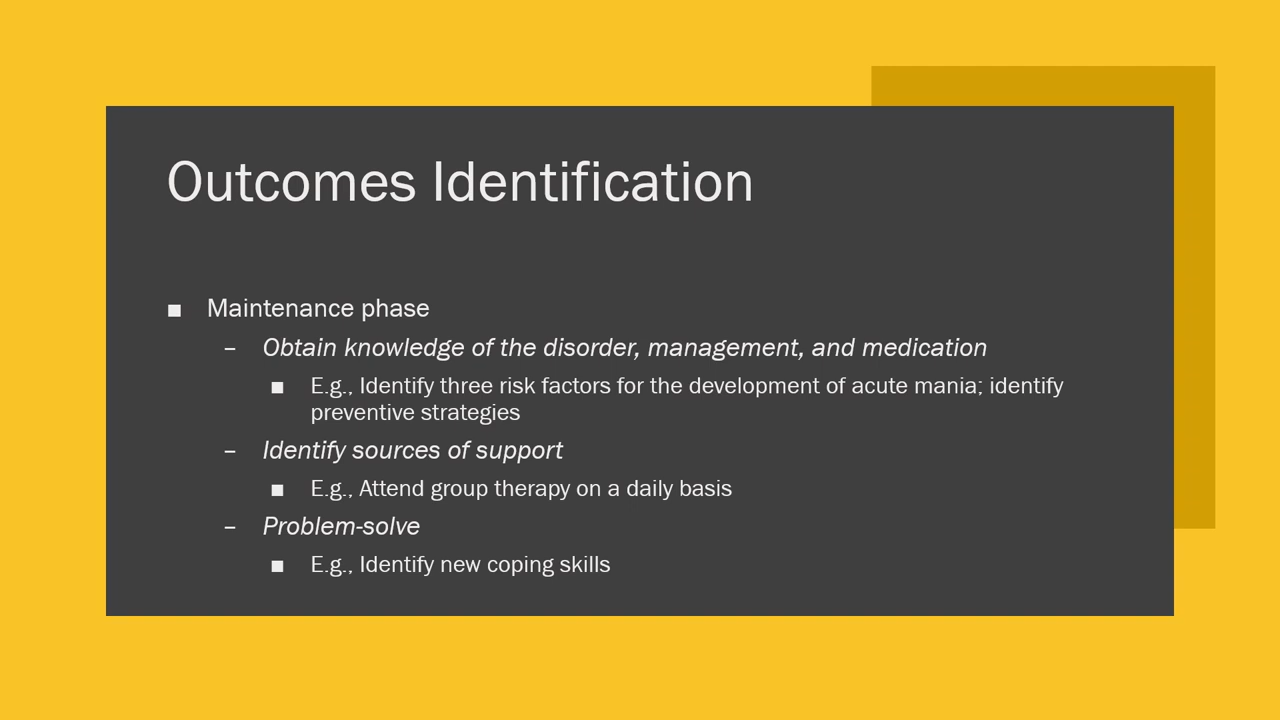 Outcomes Identification
■ Maintenance phase
– Obtain knowledge of the disorder, management, and medication
■ E.g., Identify three risk factors for the development of acute mania; identify
preventive strategies
– Identify sources of support
■ E.g., Attend group therapy on a daily basis
– Problem-solve
■ E.g., Identify new coping skills